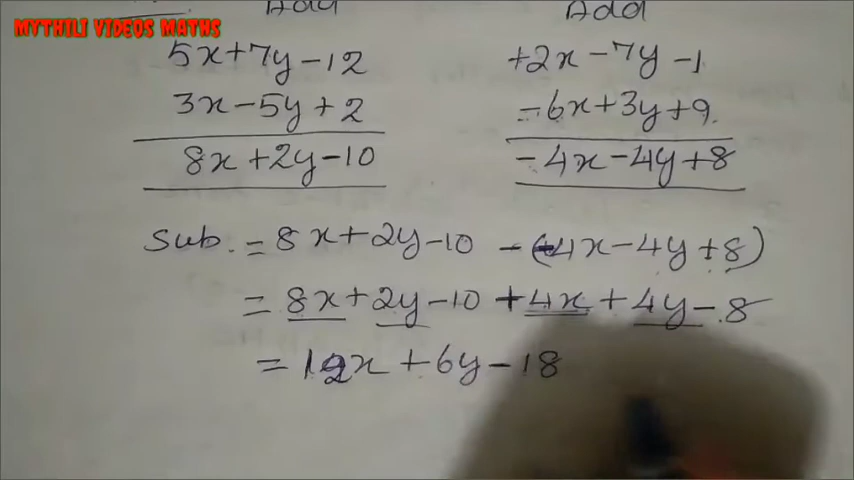 MYTHILI VIDEOS MATHS
Add
5x+7y-12
3x-5y+2
8x+2y-10
Add
+2x-7y-1
-6x+3y+9
-4x-4y+8
Sub. = 8x+2y-10 -(-4x-4y+8)
= 8x+2y-10+4x+4y-8
= 12x+6y-18